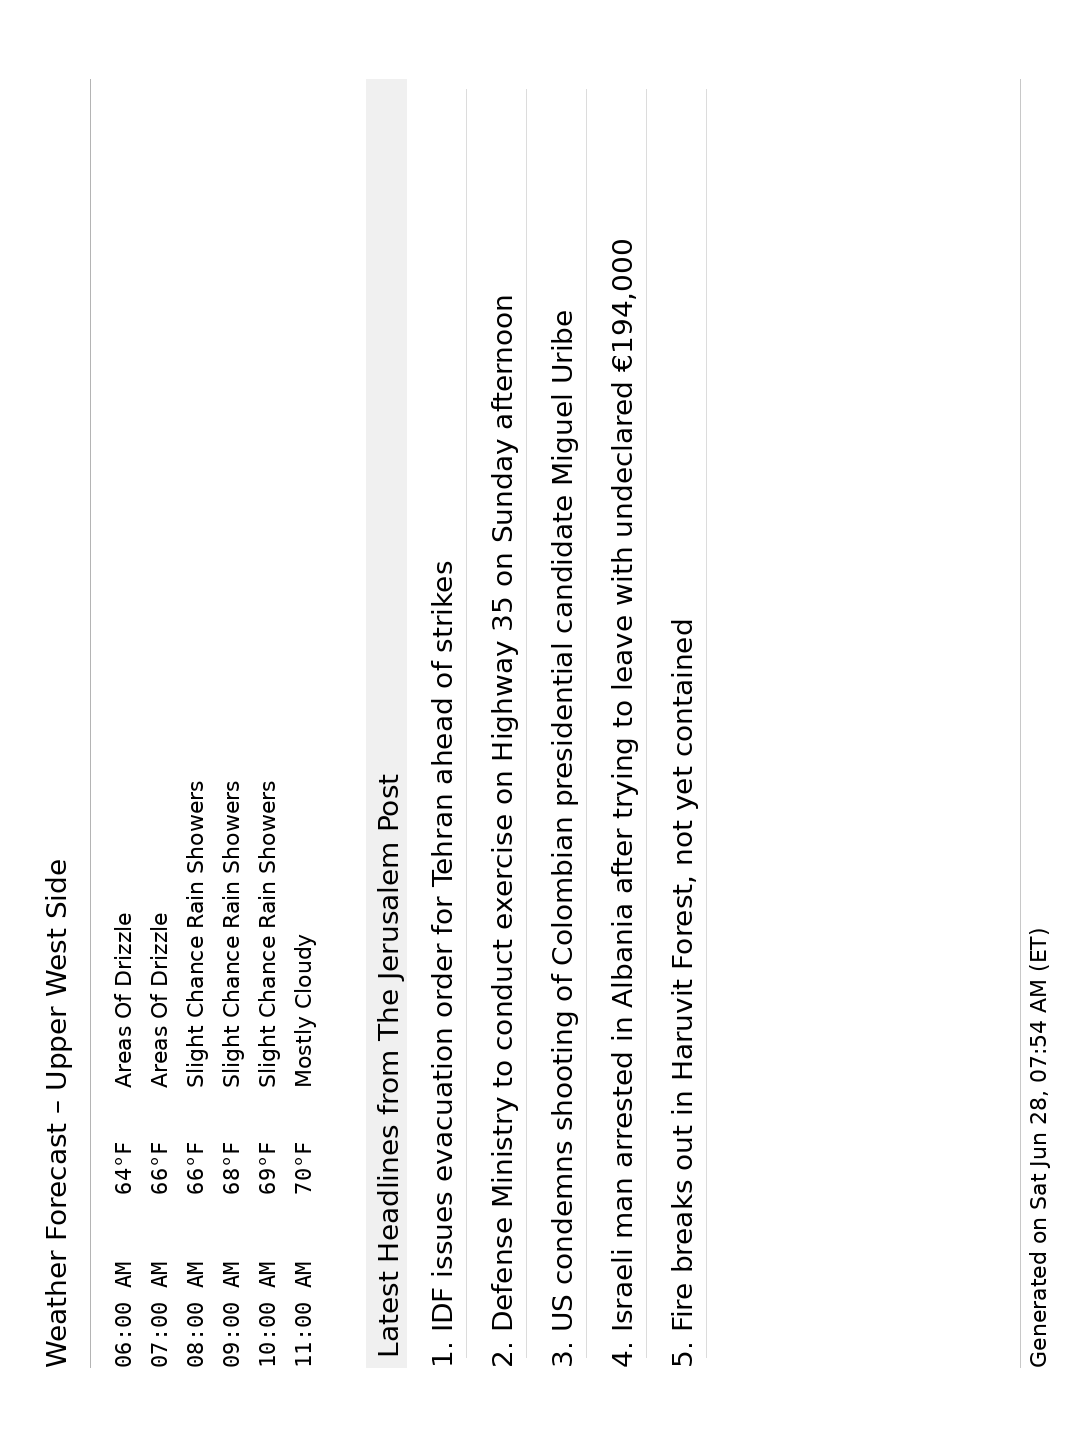 Weather Forecast – Upper West Side
06:00 AM 64°F Areas Of Drizzle
07:00 AM 66°F Areas Of Drizzle
08:00 AM 66°F Slight Chance Rain Showers
09:00 AM 68°F Slight Chance Rain Showers
10:00 AM 69°F Slight Chance Rain Showers
11:00 AM 70°F Mostly Cloudy
Latest Headlines from The Jerusalem Post
1. IDF issues evacuation order for Tehran ahead of strikes
2. Defense Ministry to conduct exercise on Highway 35 on Sunday afternoon
3. US condemns shooting of Colombian presidential candidate Miguel Uribe
4. Israeli man arrested in Albania after trying to leave with undeclared €194,000
5. Fire breaks out in Haruvit Forest, not yet contained
Generated on Sat Jun 28, 07:54 AM (ET)